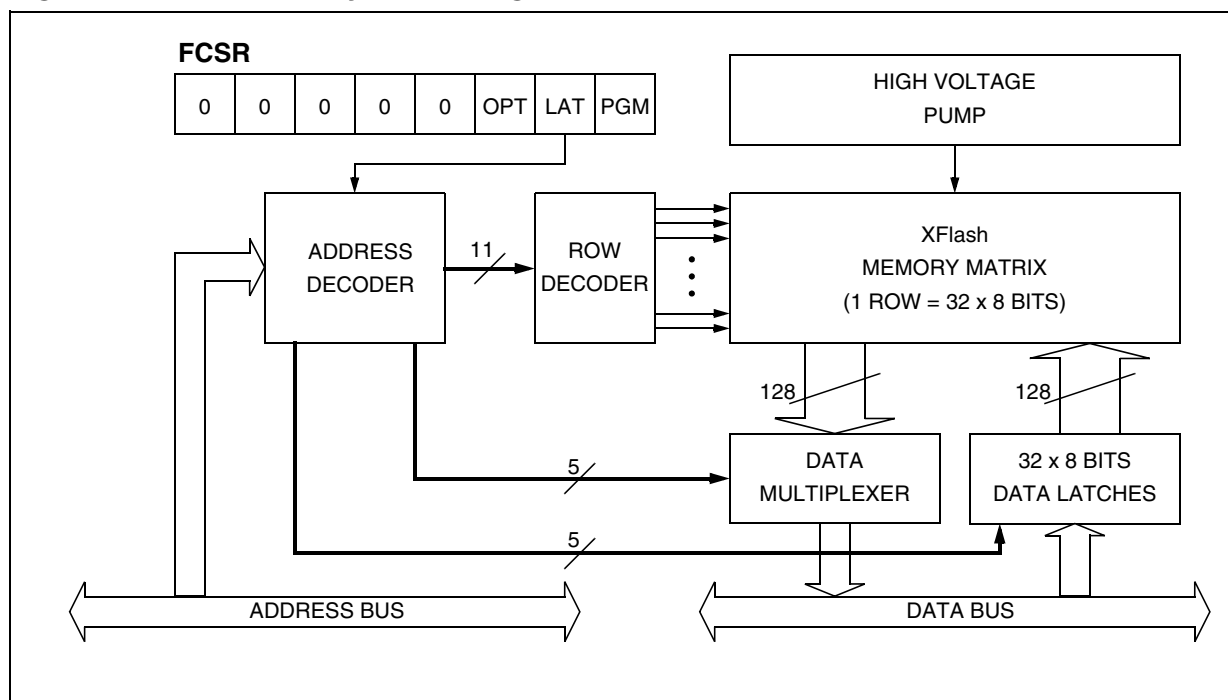 FCSR
0 0 0 0 0 OPT LAT PGM
HIGH VOLTAGE
PUMP
ADDRESS
DECODER
11
ROW
DECODER
XFlash
MEMORY MATRIX
(1 ROW = 32 x 8 BITS)
128
128
5
DATA
MULTIPLEXER
32 x 8 BITS
DATA LATCHES
5
ADDRESS BUS
DATA BUS